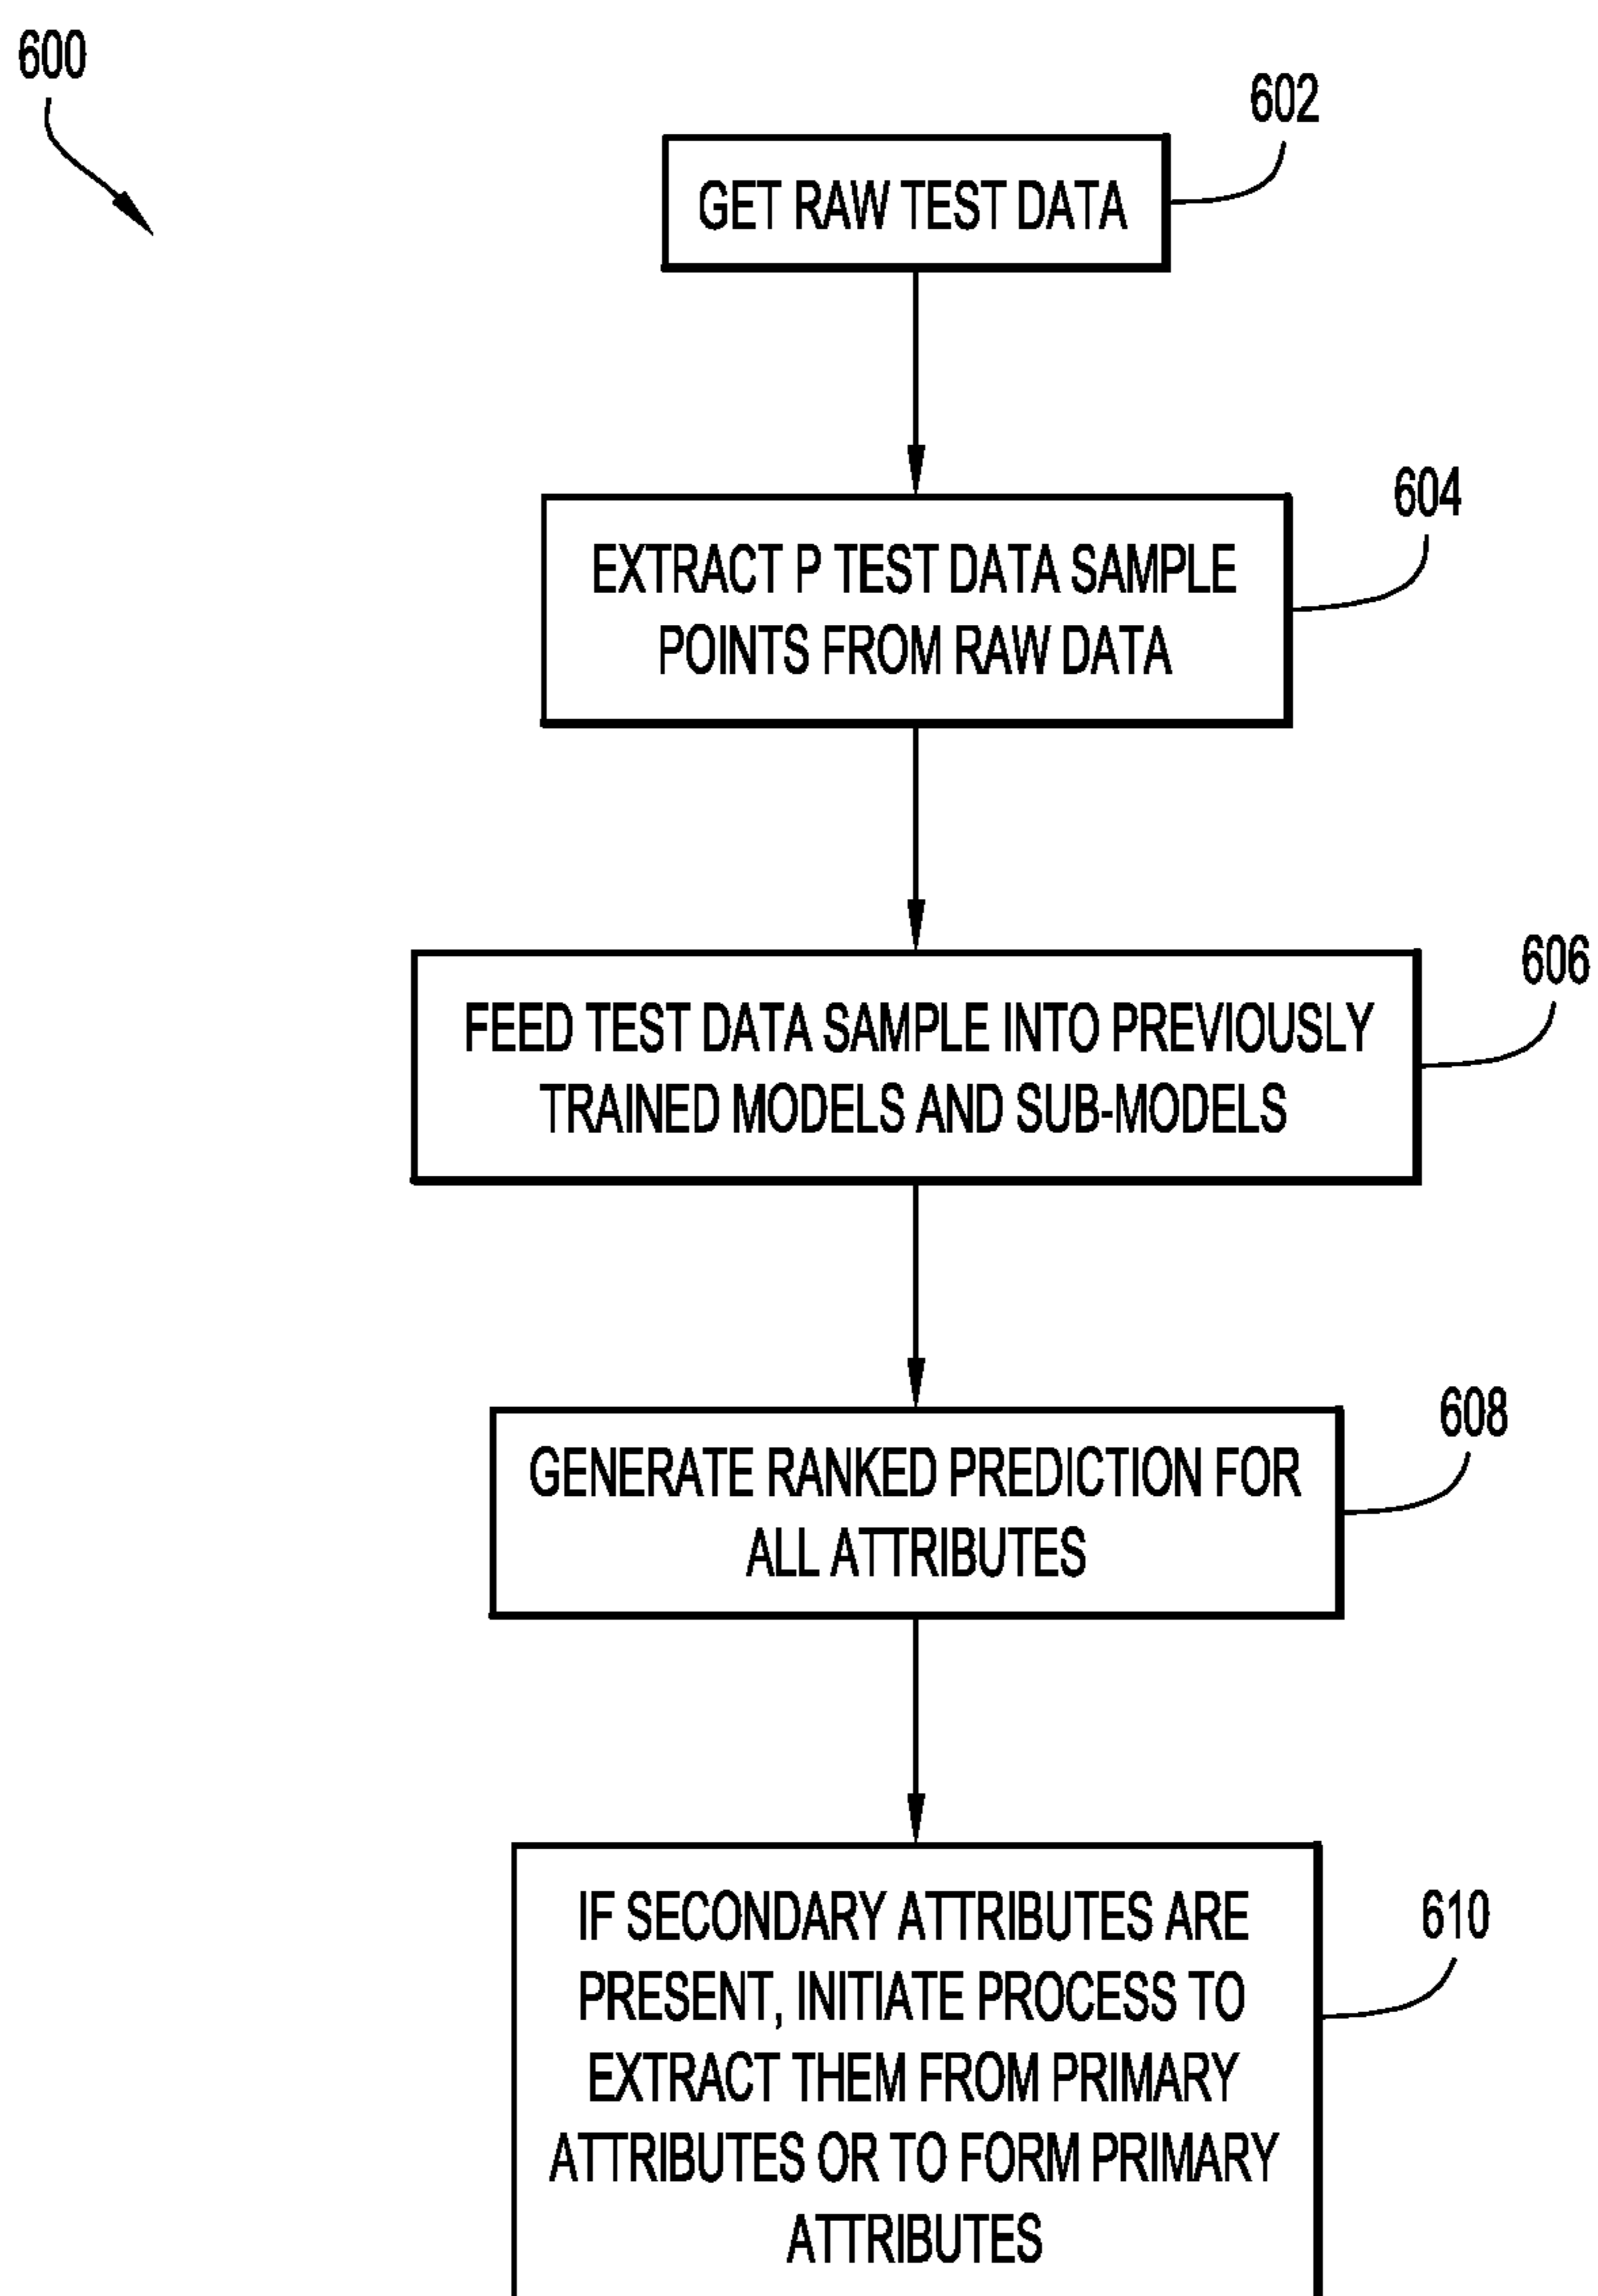 600
602
GET RAW TEST DATA
604
EXTRACT P TEST DATA SAMPLE
POINTS FROM RAW DATA
606
FEED TEST DATA SAMPLE INTO PREVIOUSLY
TRAINED MODELS AND SUB-MODELS
608
GENERATE RANKED PREDICTION FOR
ALL ATTRIBUTES
610
IF SECONDARY ATTRIBUTES ARE
PRESENT, INITIATE PROCESS TO
EXTRACT THEM FROM PRIMARY
ATTRIBUTES OR TO FORM PRIMARY
ATTRIBUTES